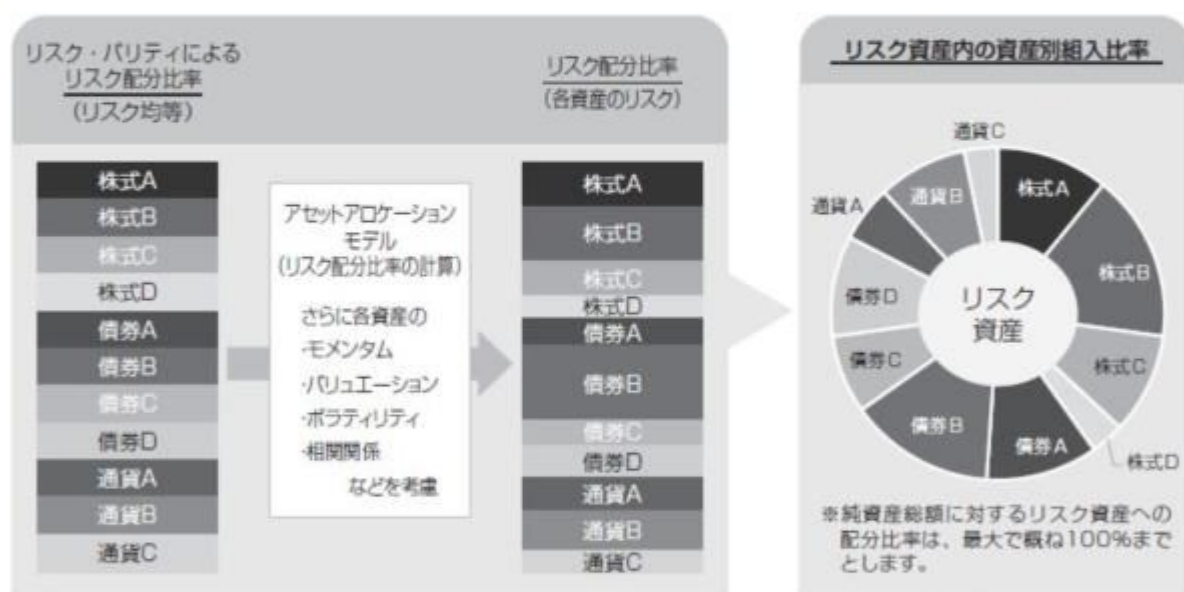 リスク・パリティによる
リスク配分比率
(リスク均等)
株式A
株式B
株式C
株式D
債券A
債券B
債券C
債券D
通貨A
通貨B
通貨C
アセットアロケーション
モデル
(リスク配分比率の計算)
さらに各資産の
・モメンタム
・バリュエーション
・ボラティリティ
・相関関係
などを考慮
リスク配分比率
(各資産のリスク)
株式A
株式B
株式C
株式D
債券A
債券B
債券C
債券D
通貨A
通貨B
通貨C
リスク資産内の資産別組入比率
通貨C
株式A
通貨B
通貨A
株式B
債券D
リスク
資産
債券C
株式C
債券B
債券A
株式D
※純資産総額に対するリスク資産への
配分比率は、最大で概ね100%まで
とします。